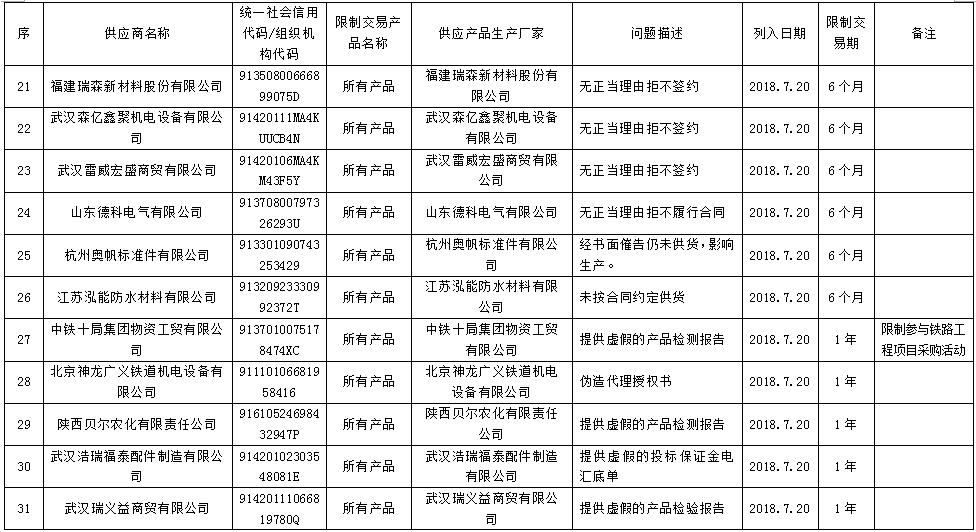 序 供应商名称 统一社会信用代码/组织机构代码 限制交易产品名称 供应产品生产厂家 问题描述 列入日期 限制交易期 备注
21 福建瑞森新材料股份有限公司 91350800666899075D 所有产品 福建瑞森新材料股份有限公司 无正当理由拒不签约 2018.7.20 6个月
22 武汉森亿鑫聚机电设备有限公司 91420111MA4KUUCB4N 所有产品 武汉森亿鑫聚机电设备有限公司 无正当理由拒不签约 2018.7.20 6个月
23 武汉雷威宏盛商贸有限公司 91420106MA4KM43F5Y 所有产品 武汉雷威宏盛商贸有限公司 无正当理由拒不签约 2018.7.20 6个月
24 山东德科电气有限公司 91370800797326293U 所有产品 山东德科电气有限公司 无正当理由拒不履行合同 2018.7.20 6个月
25 杭州奥帆标准件有限公司 913301090743253429 所有产品 杭州奥帆标准件有限公司 经书面催告仍未供货,影响生产。 2018.7.20 6个月
26 江苏泓能防水材料有限公司 91320923333092372T 所有产品 江苏泓能防水材料有限公司 未按合同约定供货 2018.7.20 6个月
27 中铁十局集团物资工贸有限公司 9137010075178474XC 所有产品 中铁十局集团物资工贸有限公司 提供虚假的产品检测报告 2018.7.20 1年 限制参与铁路工程项目采购活动
28 北京神龙广义铁道机电设备有限公司 91110106681958416 所有产品 北京神龙广义铁道机电设备有限公司 伪造代理授权书 2018.7.20 1年
29 陕西贝尔农化有限责任公司 91610524698432947P 所有产品 陕西贝尔农化有限责任公司 提供虚假的产品检测报告 2018.7.20 1年
30 武汉浩瑞福泰配件制造有限公司 91420102303548081E 所有产品 武汉浩瑞福泰配件制造有限公司 提供虚假的投标保证金电汇底单 2018.7.20 1年
31 武汉瑞义益商贸有限公司 91420111066819780Q 所有产品 武汉瑞义益商贸有限公司 提供虚假的产品检验报告 2018.7.20 1年